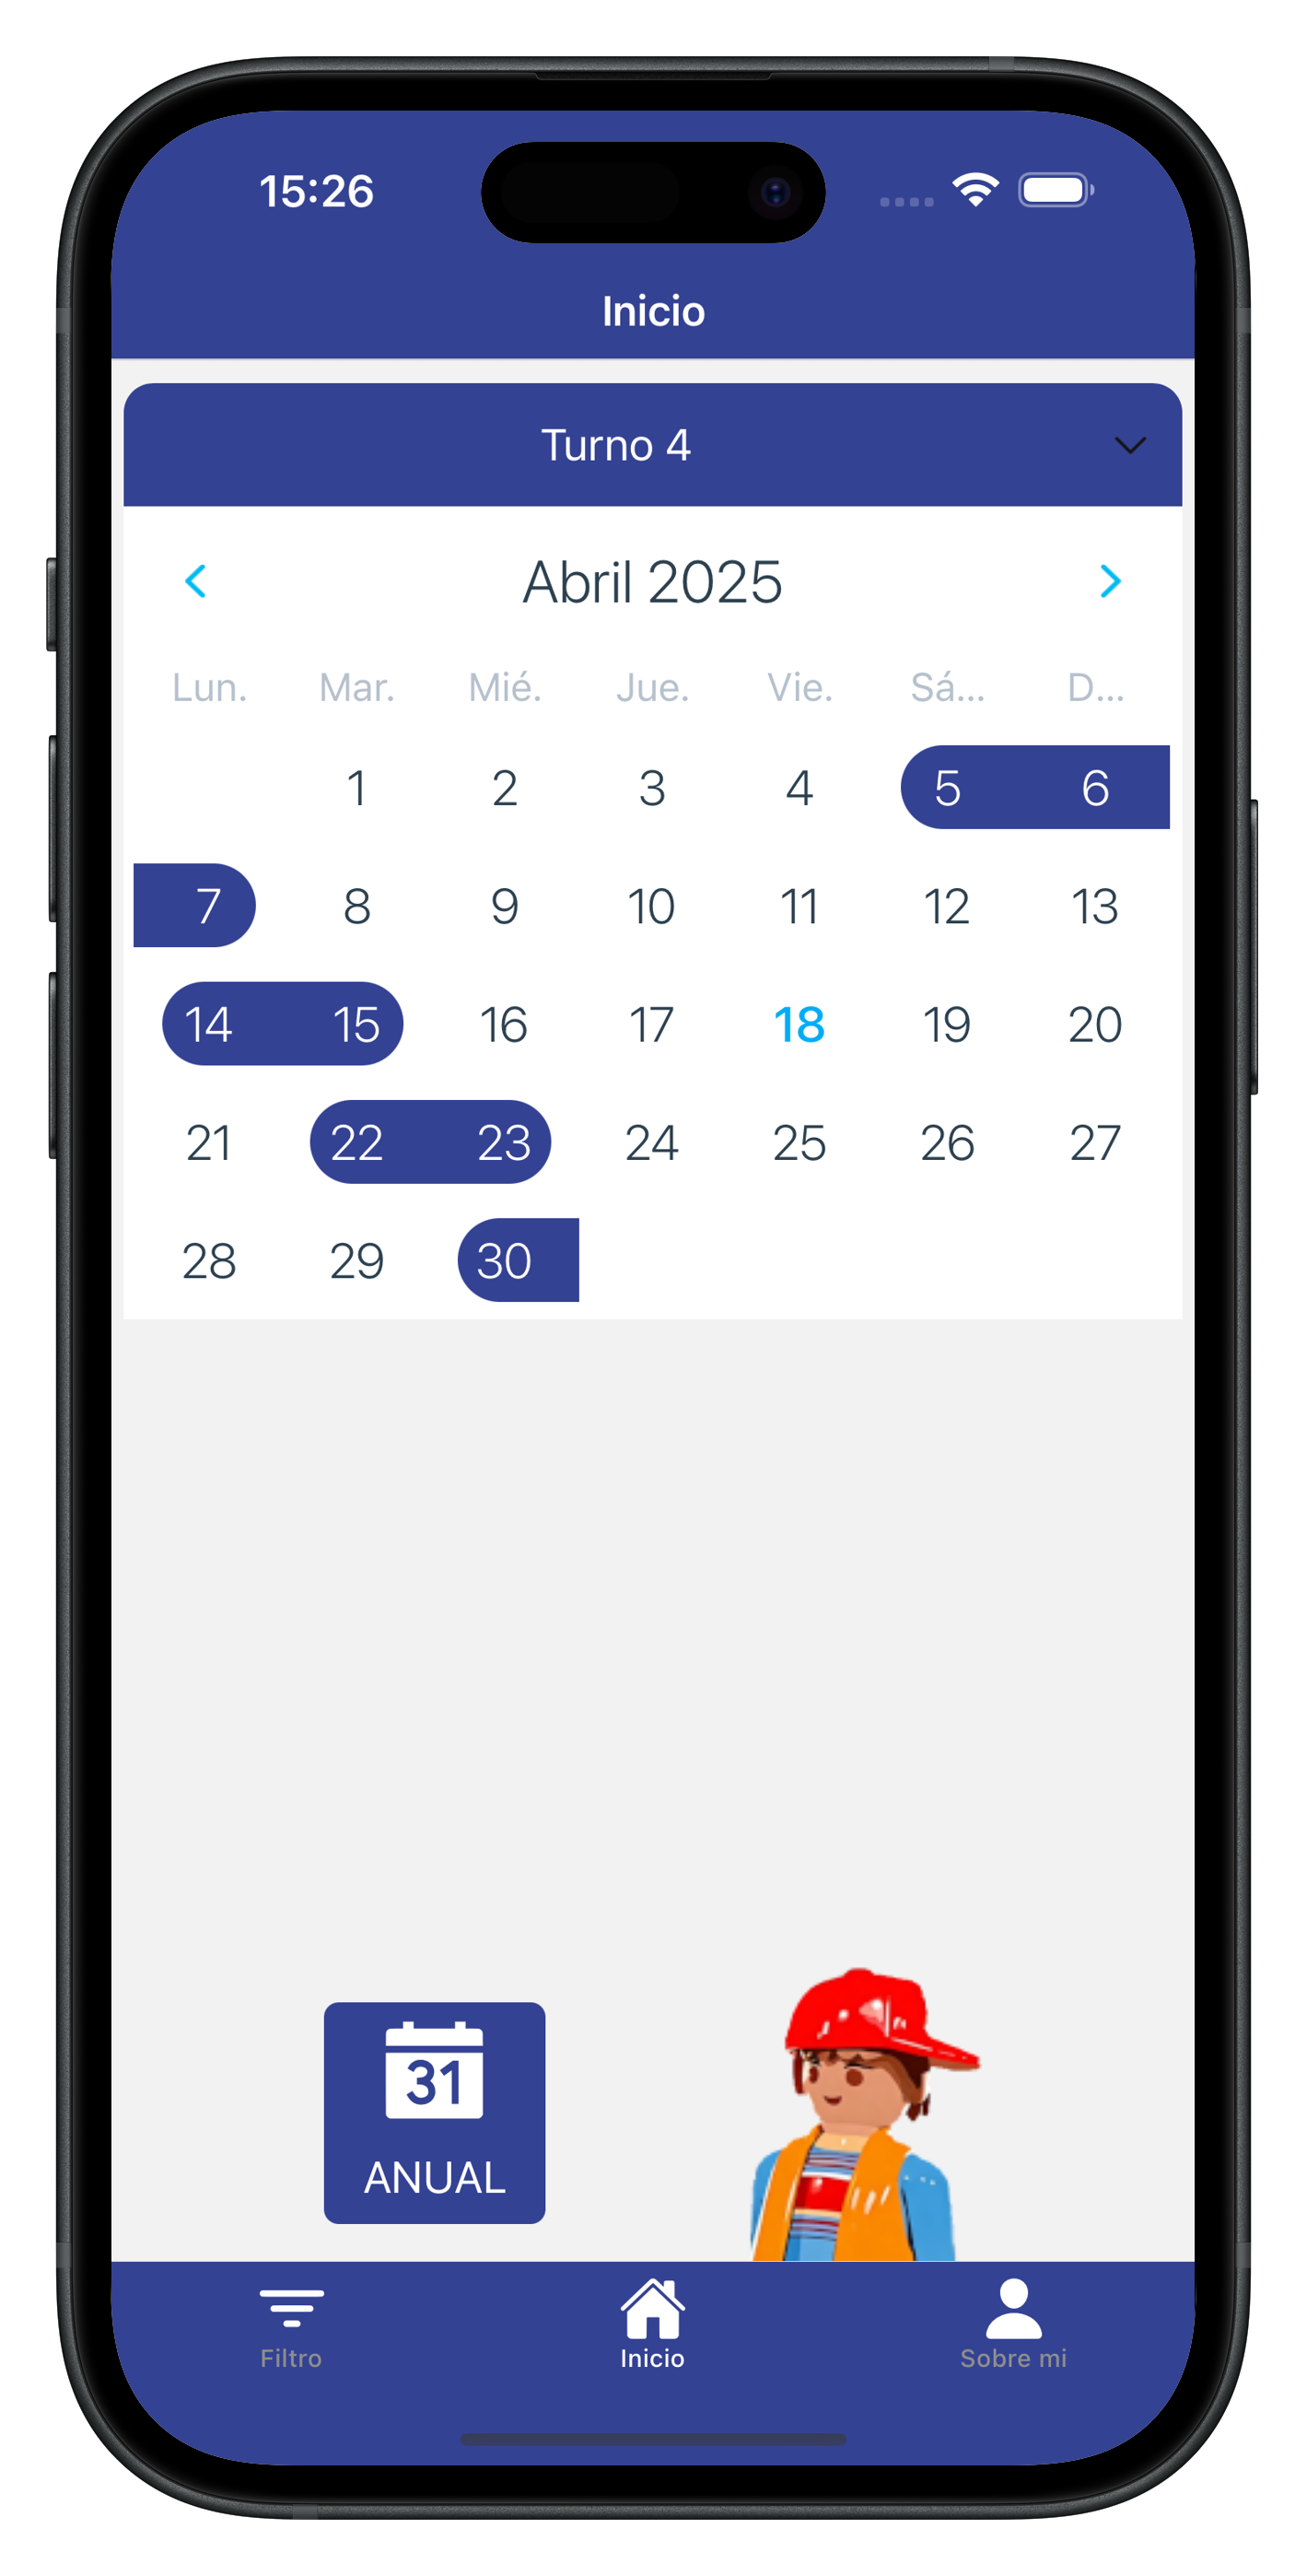 15:26
Inicio
Turno 4
Abril 2025
Lun. Mar. Mié. Jue. Vie. Sá... D...
1 2 3 4 5 6
7 8 9 10 11 12 13
14 15 16 17 18 19 20
21 22 23 24 25 26 27
28 29 30
31
ANUAL
Filtro Inicio Sobre mi